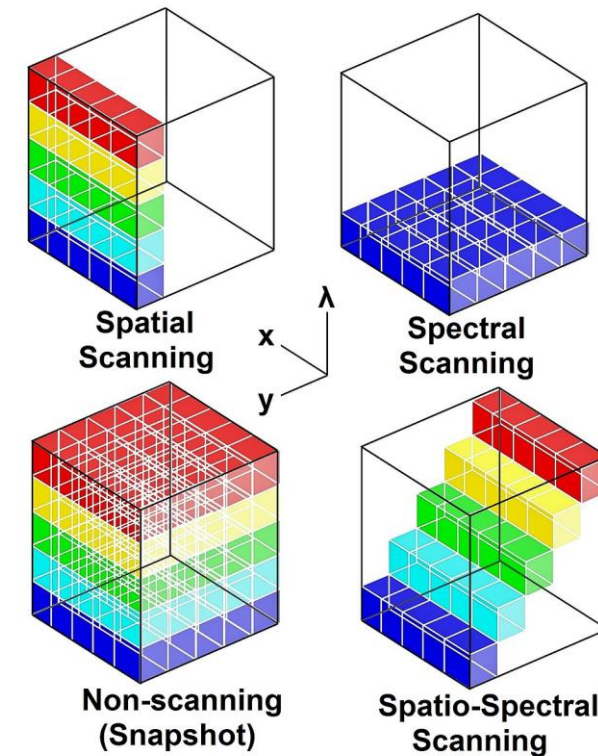 Spatial
Scanning
Spectral
Scanning
λ
x
y
Non-scanning
(Snapshot)
Spatio-Spectral
Scanning